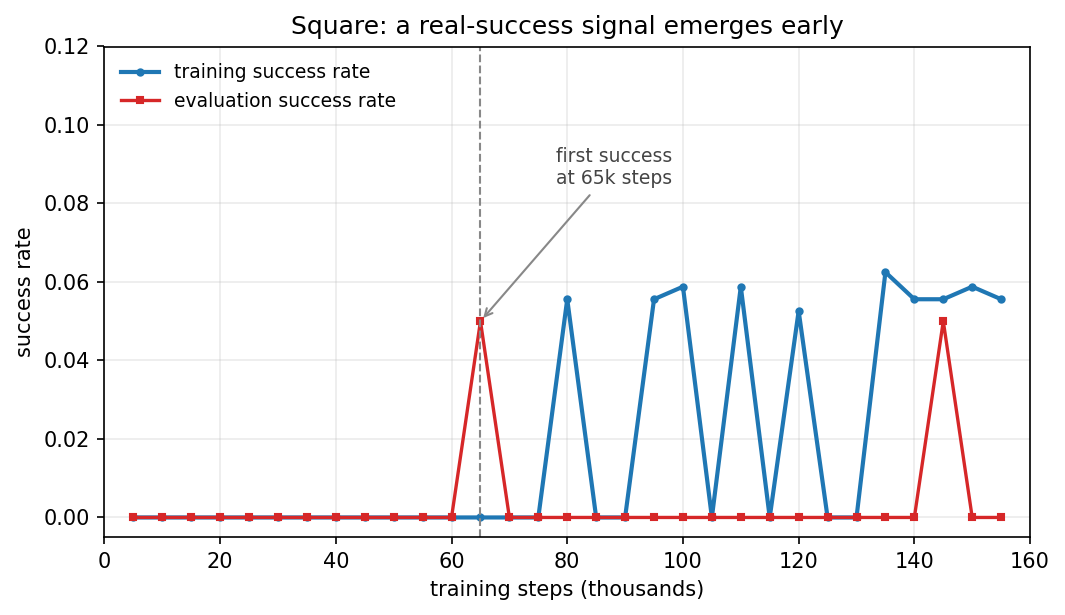 Square: a real-success signal emerges early
0.12
0.10
0.08
0.06
0.04
0.02
0.00
success rate
training success rate
evaluation success rate
first success
at 65k steps
0 20 40 60 80 100 120 140 160
training steps (thousands)